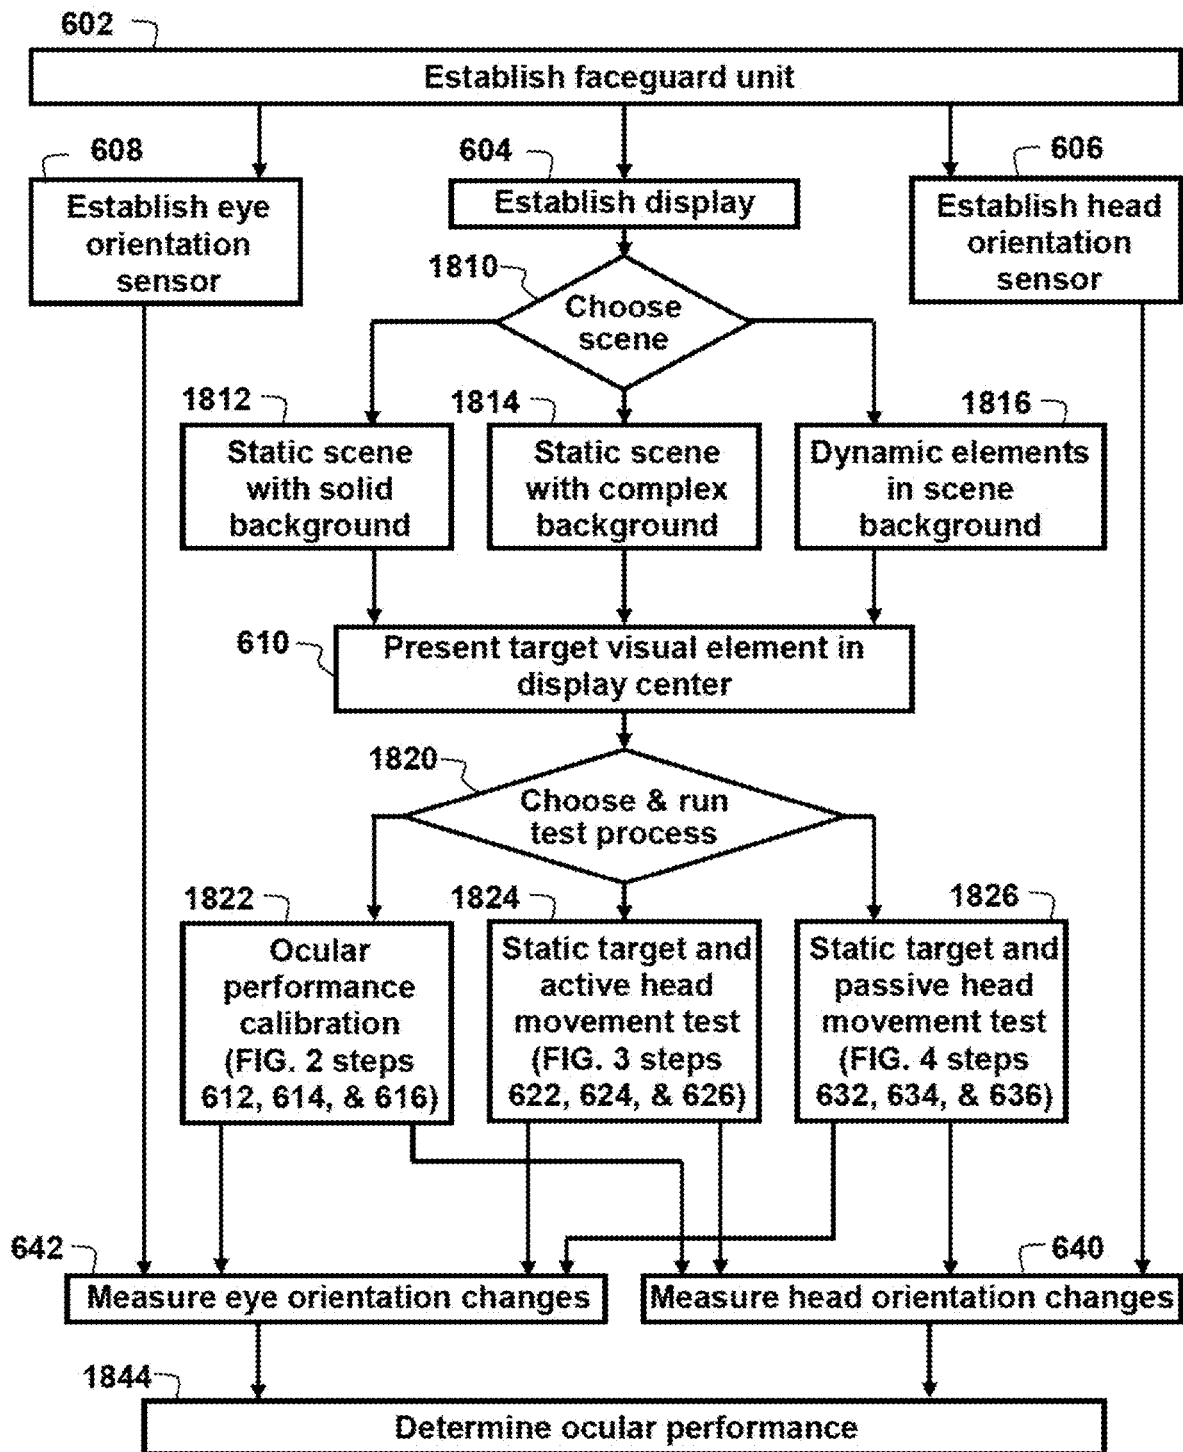 602
Establish faceguard unit
608
604
606
Establish eye
orientation
sensor
Establish display
Establish head
orientation
sensor
1810
Choose
scene
1812
1814
1816
Static scene
with solid
background
Static scene
with complex
background
Dynamic elements
in scene
background
610
Present target visual element in
display center
1820
Choose & run
test process
1822
1824
1826
Ocular
performance
calibration
(FIG. 2 steps
612, 614, & 616)
Static target and
active head
movement test
(FIG. 3 steps
622, 624, & 626)
Static target and
passive head
movement test
(FIG. 4 steps
632, 634, & 636)
642
640
Measure eye orientation changes
Measure head orientation changes
1844
Determine ocular performance